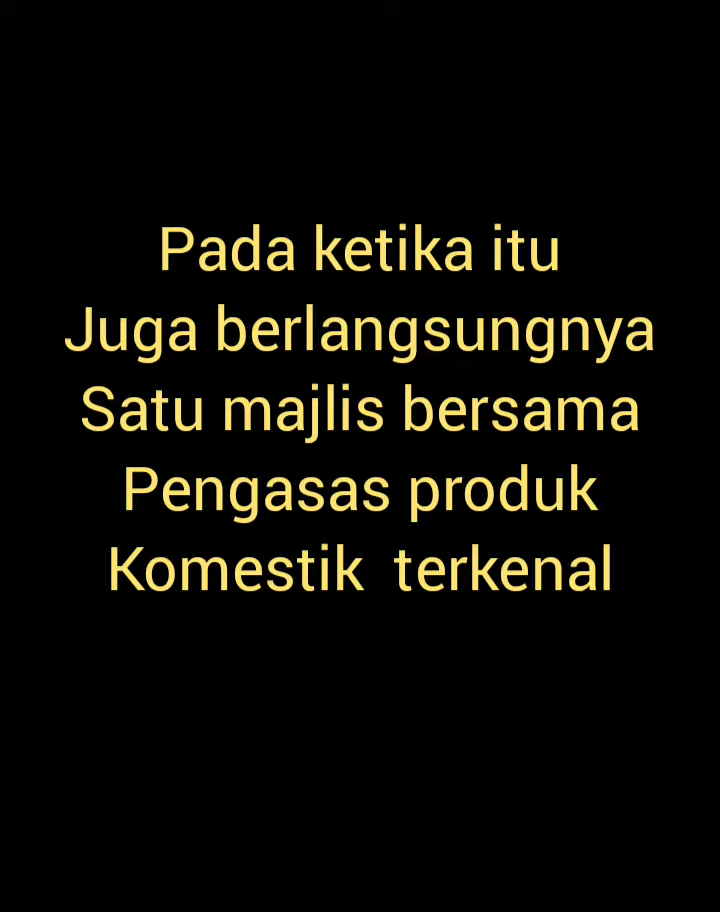 Pada ketika itu
Juga berlangsungnya
Satu majlis bersama
Pengasas produk
Komestik  terkenal